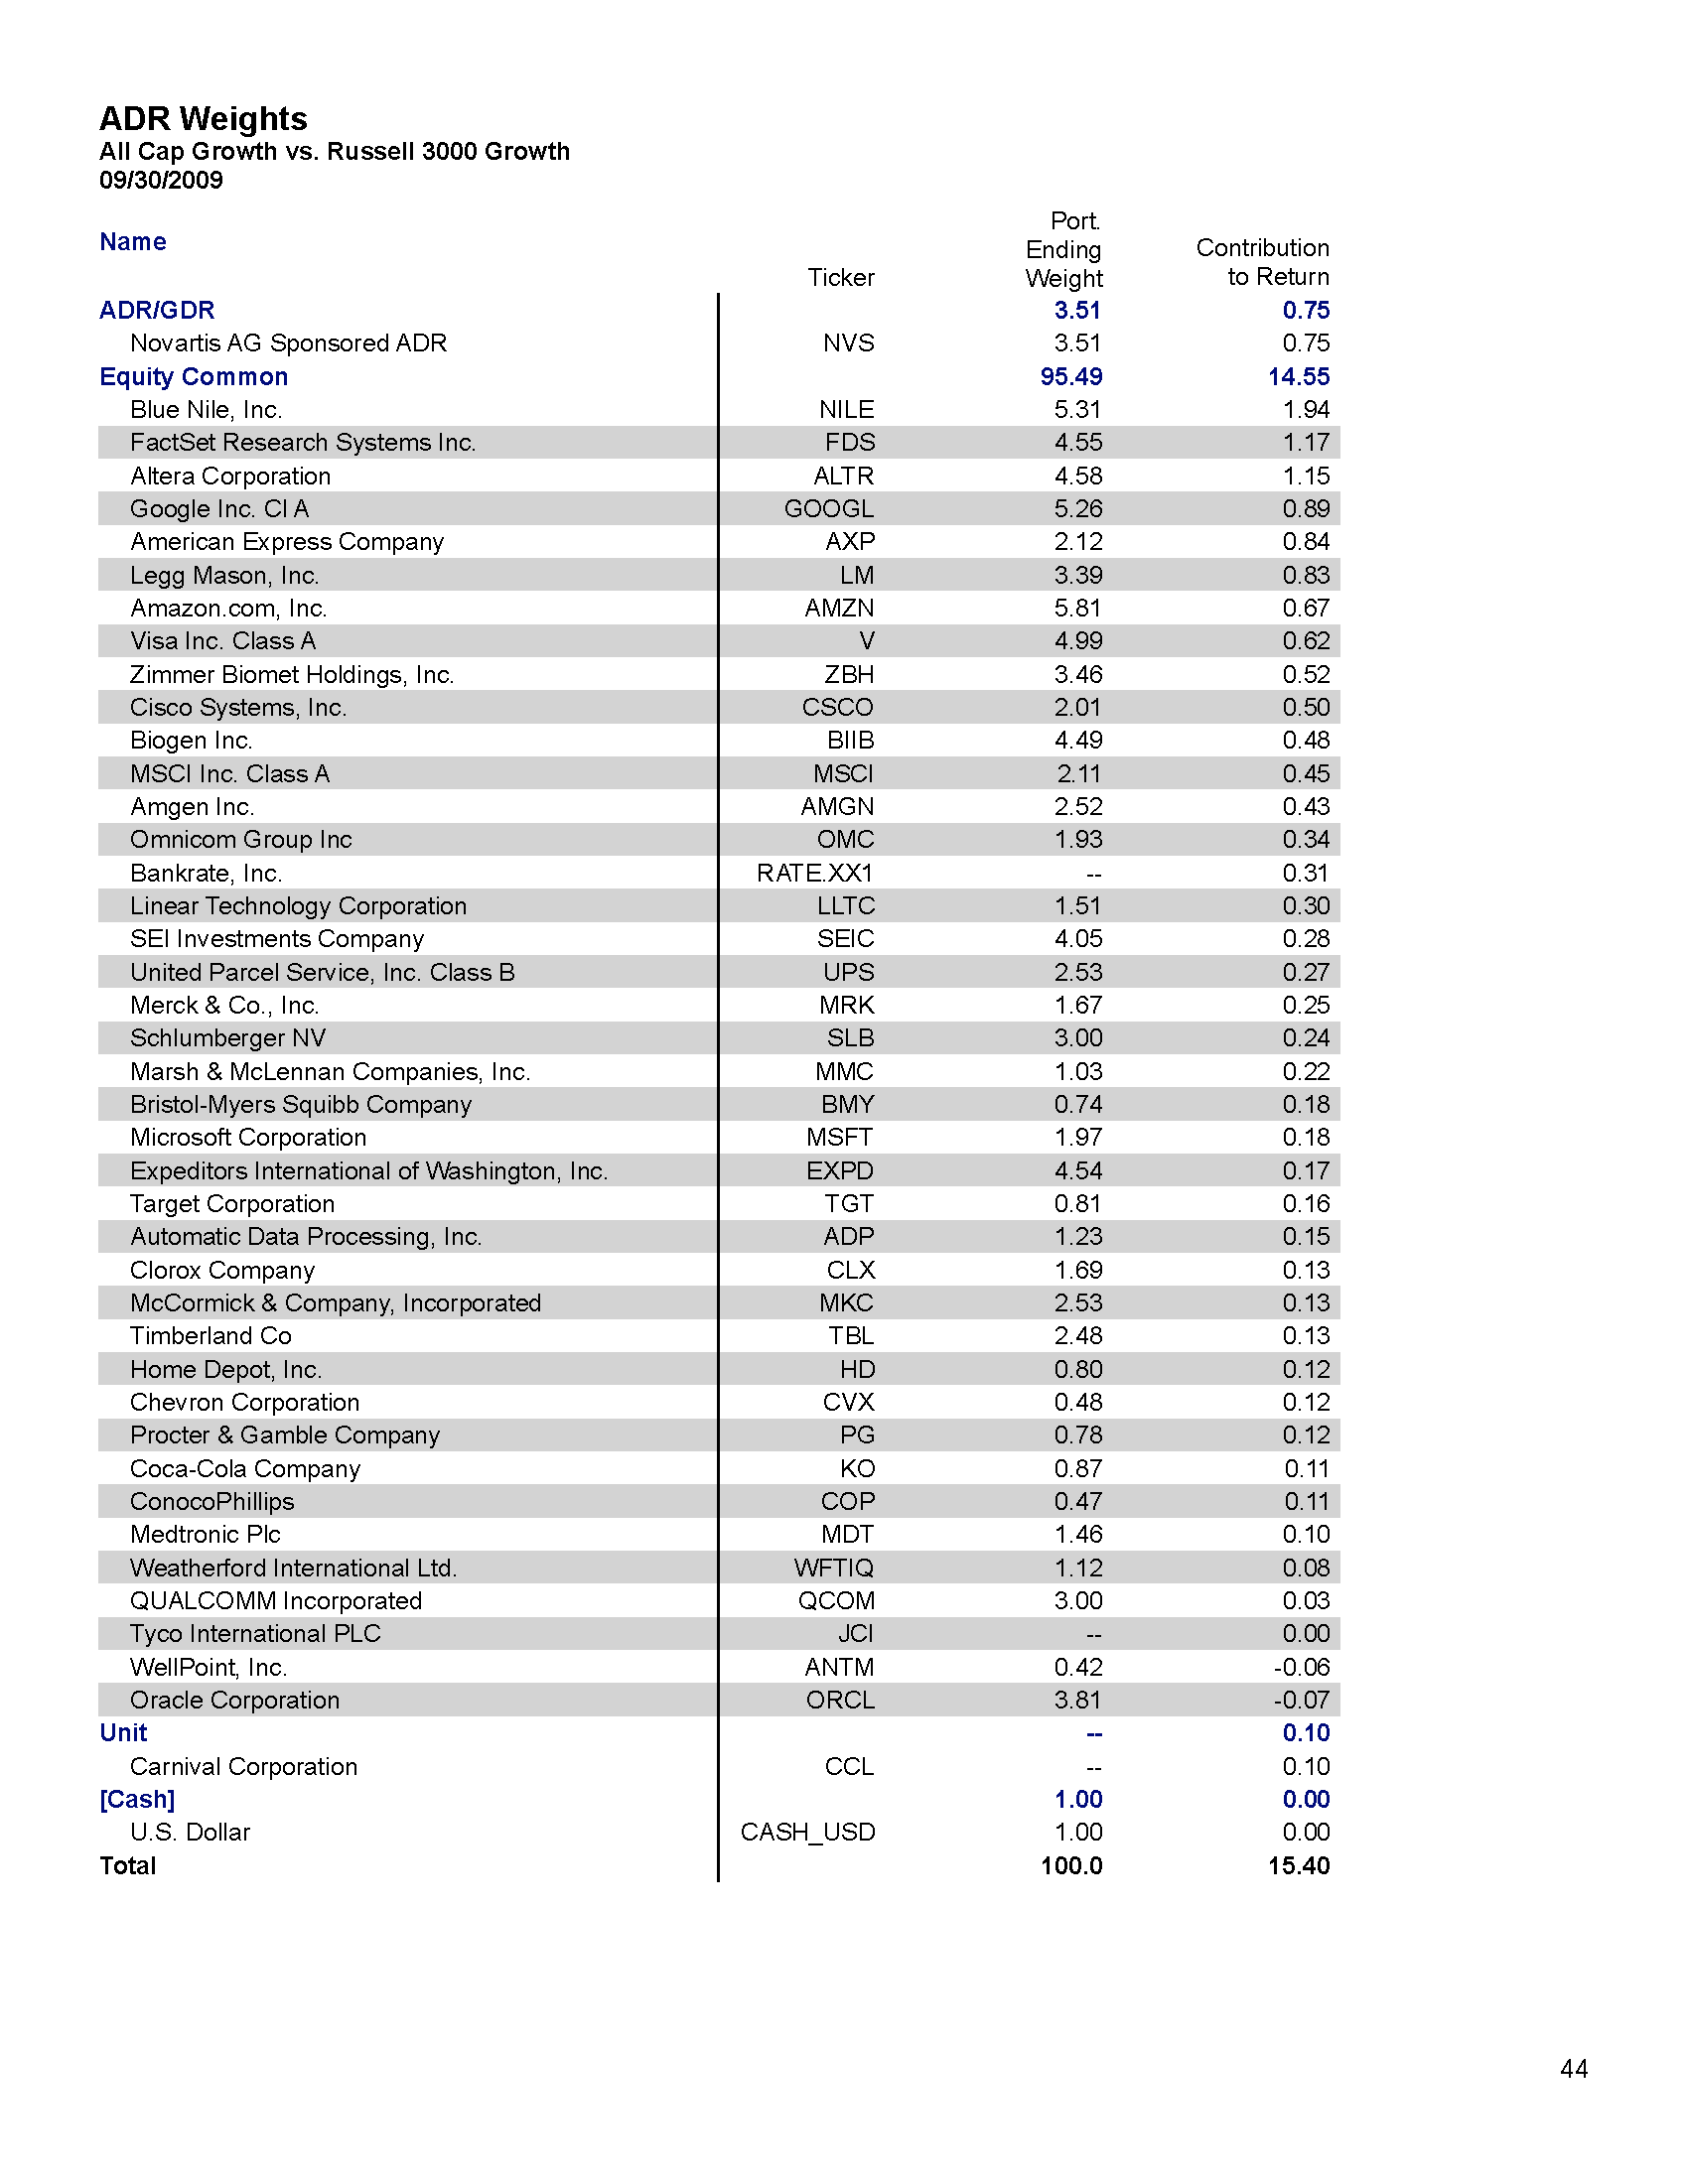 ADR Weights
All Cap Growth vs. Russell 3000 Growth
09/30/2009
Name Ticker Port. Ending Weight Contribution to Return
ADR/GDR 3.51 0.75
Novartis AG Sponsored ADR NVS 3.51 0.75
Equity Common 95.49 14.55
Blue Nile, Inc. NILE 5.31 1.94
FactSet Research Systems Inc. FDS 4.55 1.17
Altera Corporation ALTR 4.58 1.15
Google Inc. Cl A GOOGL 5.26 0.89
American Express Company AXP 2.12 0.84
Legg Mason, Inc. LM 3.39 0.83
Amazon.com, Inc. AMZN 5.81 0.67
Visa Inc. Class A V 4.99 0.62
Zimmer Biomet Holdings, Inc. ZBH 3.46 0.52
Cisco Systems, Inc. CSCO 2.01 0.50
Biogen Inc. BIIB 4.49 0.48
MSCI Inc. Class A MSCI 2.11 0.45
Amgen Inc. AMGN 2.52 0.43
Omnicom Group Inc OMC 1.93 0.34
Bankrate, Inc. RATE.XX1 -- 0.31
Linear Technology Corporation LLTC 1.51 0.30
SEI Investments Company SEIC 4.05 0.28
United Parcel Service, Inc. Class B UPS 2.53 0.27
Merck & Co., Inc. MRK 1.67 0.25
Schlumberger NV SLB 3.00 0.24
Marsh & McLennan Companies, Inc. MMC 1.03 0.22
Bristol-Myers Squibb Company BMY 0.74 0.18
Microsoft Corporation MSFT 1.97 0.18
Expeditors International of Washington, Inc. EXPD 4.54 0.17
Target Corporation TGT 0.81 0.16
Automatic Data Processing, Inc. ADP 1.23 0.15
Clorox Company CLX 1.69 0.13
McCormick & Company, Incorporated MKC 2.53 0.13
Timberland Co TBL 2.48 0.13
Home Depot, Inc. HD 0.80 0.12
Chevron Corporation CVX 0.48 0.12
Procter & Gamble Company PG 0.78 0.12
Coca-Cola Company KO 0.87 0.11
ConocoPhillips COP 0.47 0.11
Medtronic Plc MDT 1.46 0.10
Weatherford International Ltd. WFTIQ 1.12 0.08
QUALCOMM Incorporated QCOM 3.00 0.03
Tyco International PLC JCI -- 0.00
WellPoint, Inc. ANTM 0.42 -0.06
Oracle Corporation ORCL 3.81 -0.07
Unit -- 0.10
Carnival Corporation CCL -- 0.10
[Cash] 1.00 0.00
U.S. Dollar CASH_USD 1.00 0.00
Total 100.0 15.40
44